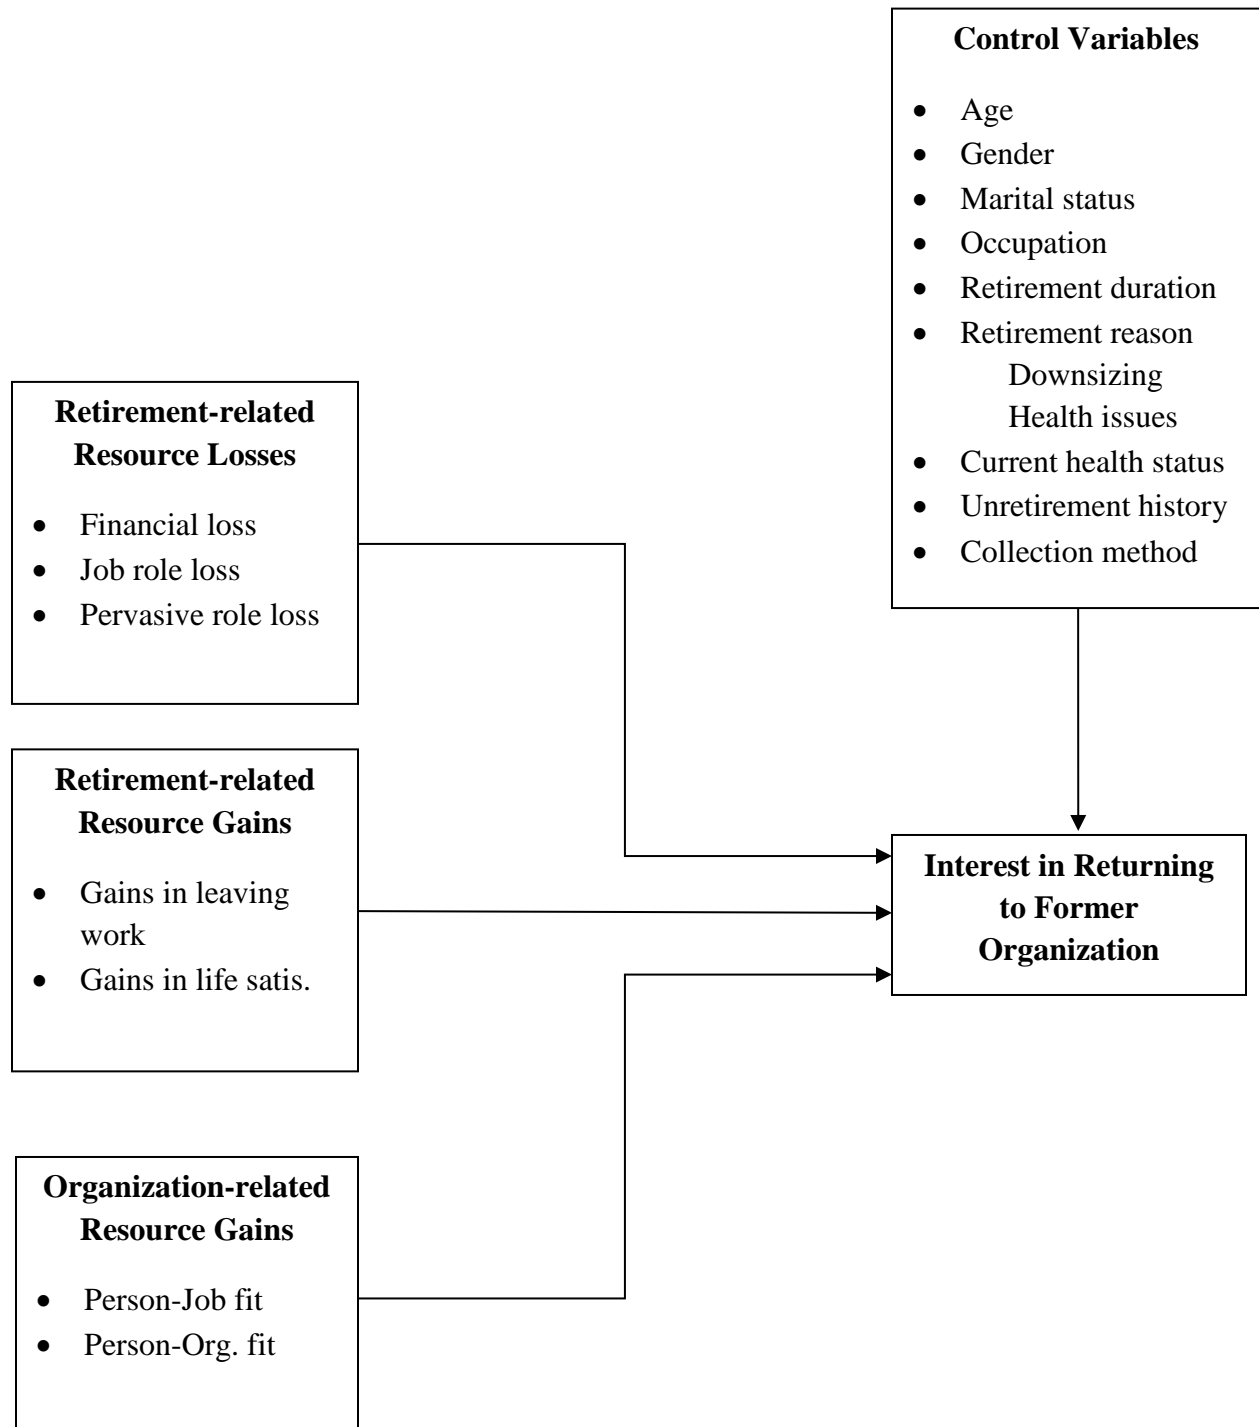 Control Variables
• Age
• Gender
• Marital status
• Occupation
• Retirement duration
• Retirement reason
Downsizing
Health issues
• Current health status
• Unretirement history
• Collection method
Retirement-related
Resource Losses
• Financial loss
• Job role loss
• Pervasive role loss
Retirement-related
Resource Gains
• Gains in leaving
work
• Gains in life satis.
Interest in Returning
to Former
Organization
Organization-related
Resource Gains
• Person-Job fit
• Person-Org. fit